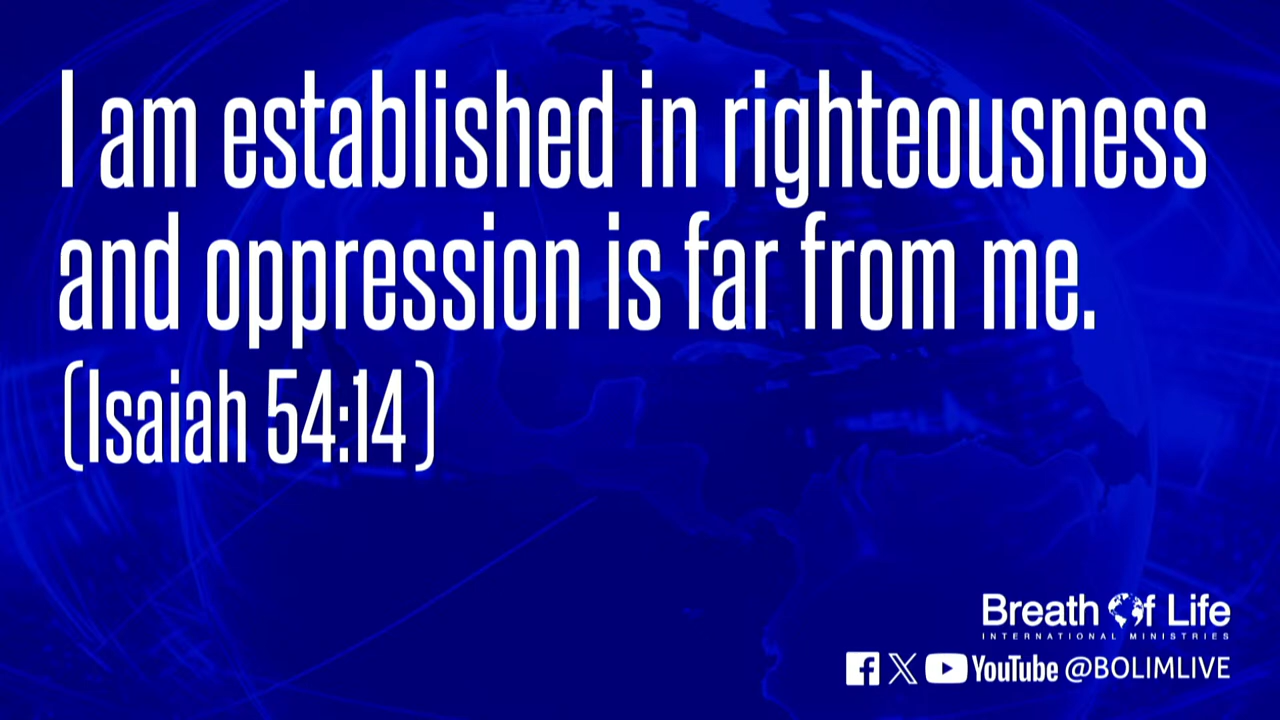 I am established in righteousness
and oppression is far from me.
(Isaiah 54:14)
Breath Of Life
INTERNATIONAL MINISTRIES
YouTube @BOLIMLIVE